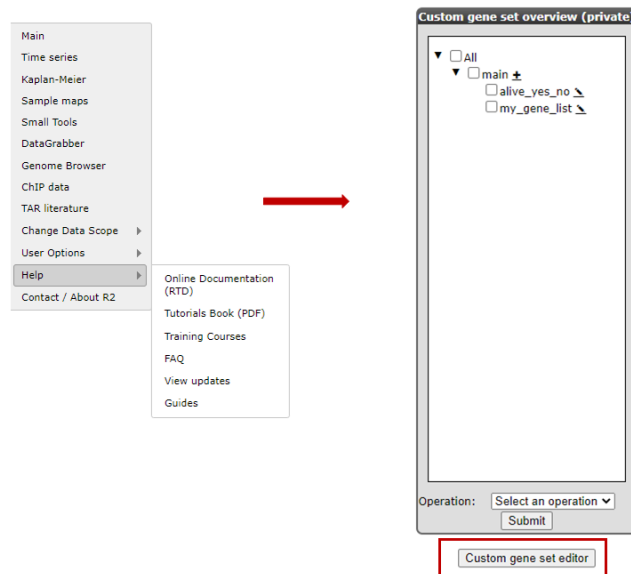 Main
Time series
Kaplan-Meier
Sample maps
Small Tools
DataGrabber
Genome Browser
ChIP data
TAR literature
Change Data Scope
User Options
Help
Contact / About R2
Online Documentation
(RTD)
Tutorials Book (PDF)
Training Courses
FAQ
View updates
Guides
Custom gene set overview (private
All
main +
alive_yes_no
my_gene_list
Operation: Select an operation
Submit
Custom gene set editor